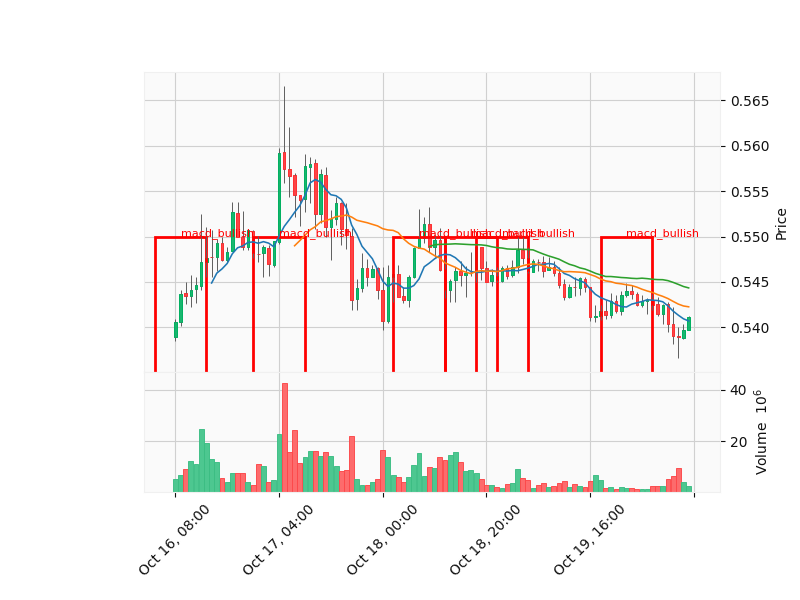 0.565
0.560
0.555
0.550
0.545
0.540
Price
macd_bullish
macd_bullish
macd_bullish
macd_bullish
macd_bullish
40
20
Volume 10⁶
Oct 16, 08:00
Oct 17, 04:00
Oct 18, 00:00
Oct 18, 20:00
Oct 19, 16:00